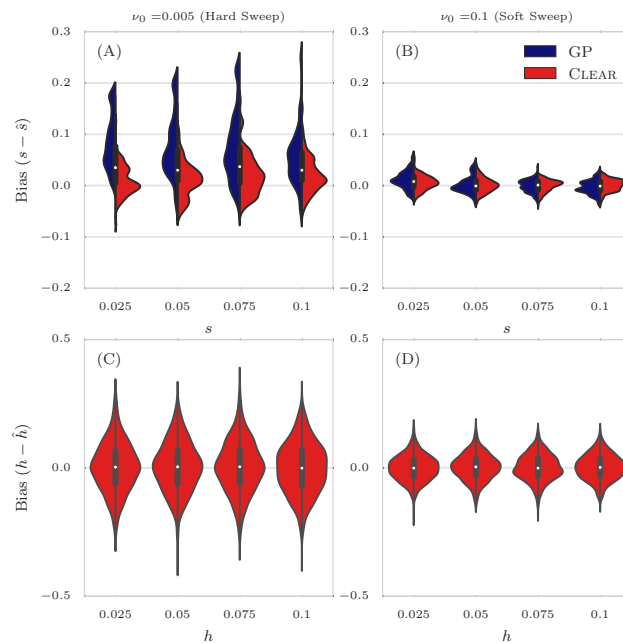 ν0 =0.005 (Hard Sweep)
ν0=0.1 (Soft Sweep)
Bias (s − ŝ)
0.3
0.2
0.1
0.0
−0.1
−0.2
(A)
0.025 0.05 0.075 0.1
s
0.3
0.2
0.1
0.0
−0.1
−0.2
(B)
GP
CLEAR
0.025 0.05 0.075 0.1
s
Bias (h − ĥ)
0.5
0.0
−0.5
(C)
0.025 0.05 0.075 0.1
h
0.5
0.0
−0.5
(D)
0.025 0.05 0.075 0.1
h